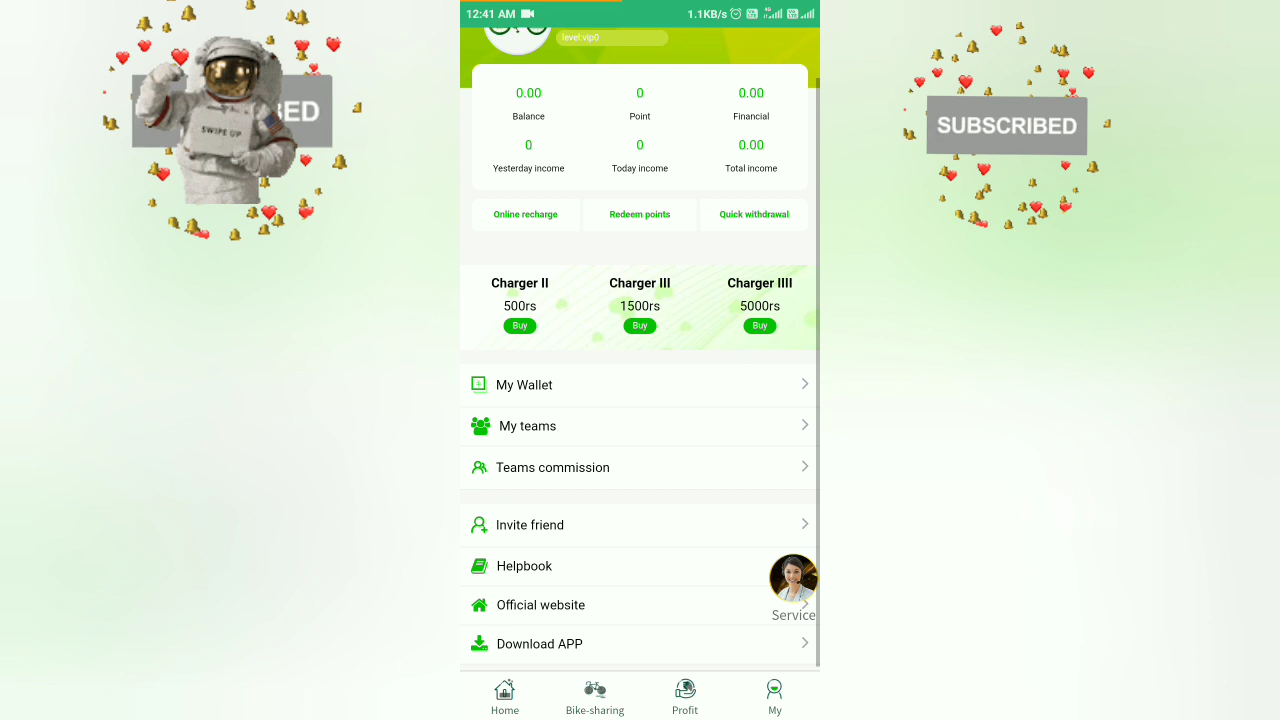 12:41 AM
1.1KB/s
4G
level:vip0
0.00
0
0.00
Balance
Point
Financial
0
0
0.00
Yesterday income
Today income
Total income
Online recharge
Redeem points
Quick withdrawal
Charger II
Charger III
Charger IIII
500rs
1500rs
5000rs
Buy
Buy
Buy
My Wallet
My teams
Teams commission
Invite friend
Helpbook
Official website
Service
Download APP
Home
Bike-sharing
Profit
My
SWIPE UP
BED
SUBSCRIBED